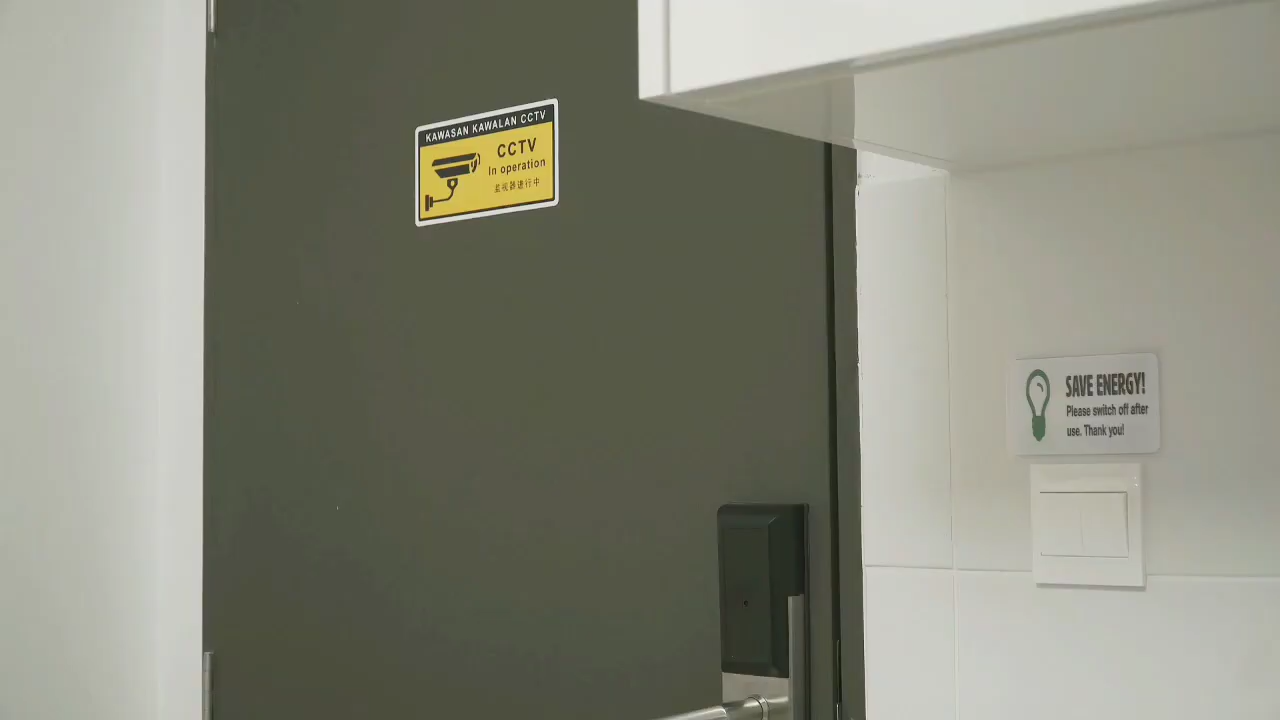 KAWASAN KAWALAN CCTV
CCTV
In operation
监视器进行中
SAVE ENERGY!
Please switch off after
use. Thank you!